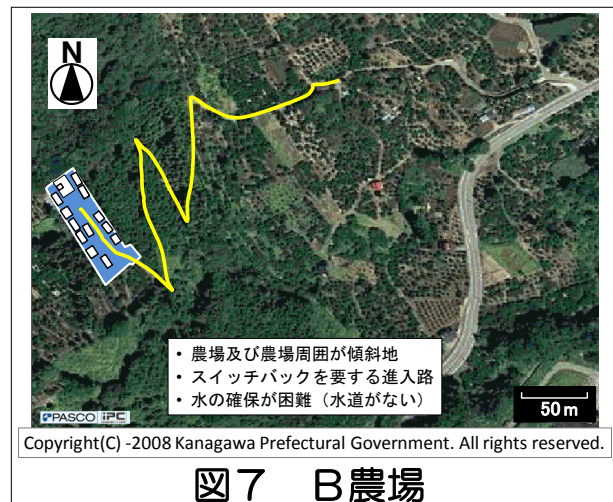 N
・農場及び農場周囲が傾斜地
・スイッチバックを要する進入路
・水の確保が困難（水道がない）
50m
PASCO iPC
Copyright(C) -2008 Kanagawa Prefectural Government. All rights reserved.
図７　Ｂ農場